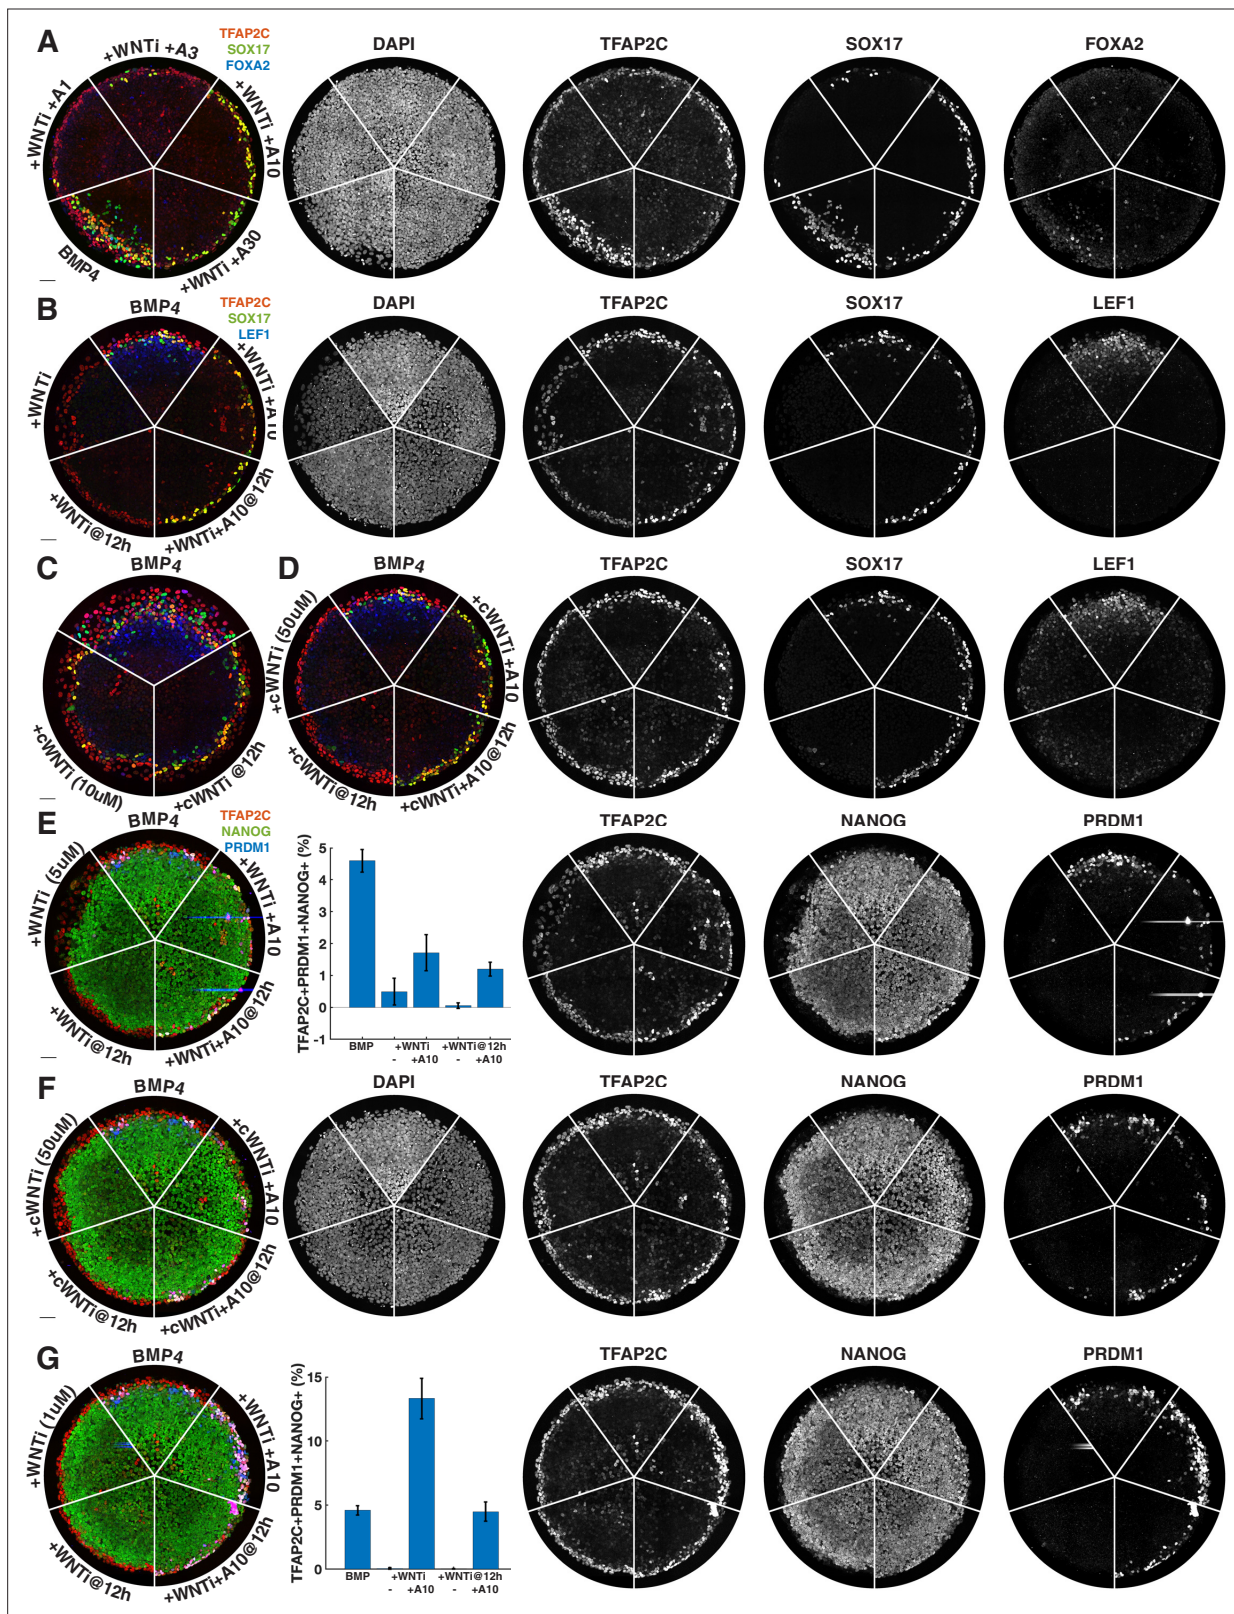 A
+WNTi +A3
TFAP2C
SOX17
FOXA2
+WNTi +A1
+WNTi +A10
BMP4
+WNTi +A30
DAPI
TFAP2C
SOX17
FOXA2
B
BMP4
TFAP2C
SOX17
LEF1
+WNTi
+WNTi +A10
+WNTi@12h
+WNTi+A10@12h
DAPI
TFAP2C
SOX17
LEF1
C
BMP4
+cWNTi (10uM)
+cWNTi @12h
D
BMP4
+cWNTi (50uM)
+cWNTi +A10
+cWNTi@12h
+cWNTi+A10@12h
TFAP2C
SOX17
LEF1
E
BMP4
TFAP2C
NANOG
PRDM1
+WNTi (5uM)
+WNTi +A10
+WNTi@12h
+WNTi+A10@12h
TFAP2C+PRDM1+NANOG+ (%)
5
4
3
2
1
0
-1
BMP +WNTi +WNTi@12h
- +A10 - +A10
TFAP2C
NANOG
PRDM1
F
BMP4
+cWNTi (50uM)
+cWNTi +A10
+cWNTi@12h
+cWNTi+A10@12h
DAPI
TFAP2C
NANOG
PRDM1
G
BMP4
+WNTi (1uM)
+WNTi +A10
+WNTi@12h
+WNTi+A10@12h
TFAP2C+PRDM1+NANOG+ (%)
15
10
5
0
BMP +WNTi +WNTi@12h
- +A10 - +A10
TFAP2C
NANOG
PRDM1